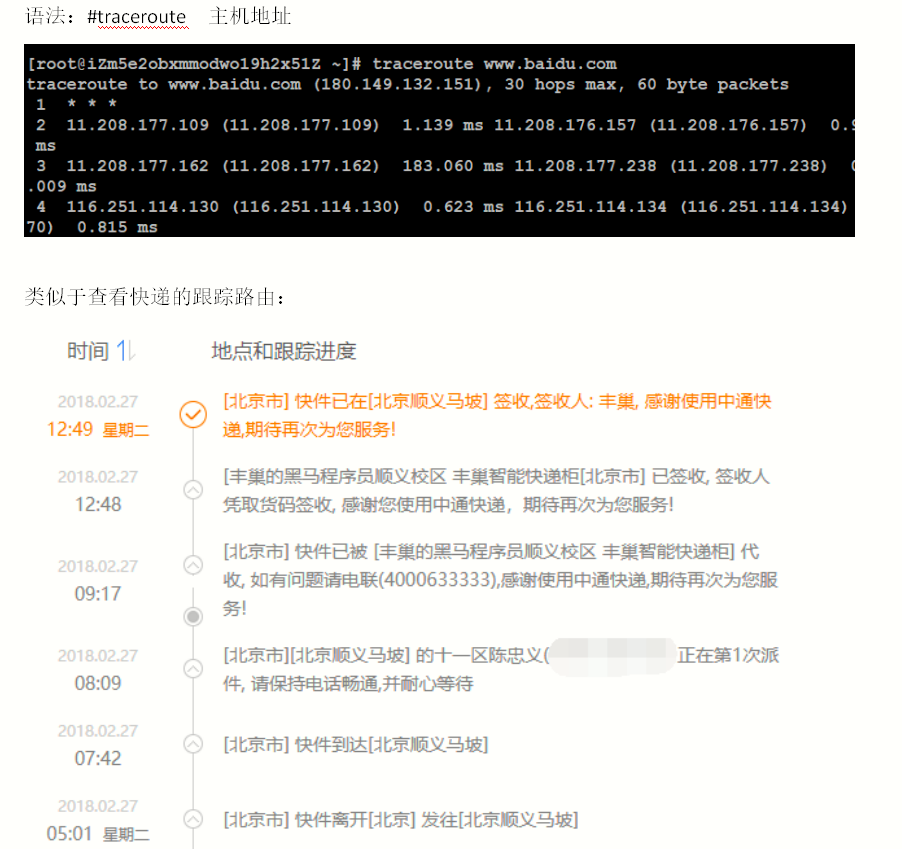 语法：#traceroute 主机地址
[root@iZm5e2obxmmodwo19h2x51Z ~]# traceroute www.baidu.com
traceroute to www.baidu.com (180.149.132.151), 30 hops max, 60 byte packets
1 * * *
2 11.208.177.109 (11.208.177.109) 1.139 ms 11.208.176.157 (11.208.176.157)
ms
3 11.208.177.162 (11.208.177.162) 183.060 ms 11.208.177.238 (11.208.177.238)
.009 ms
4 116.251.114.130 (116.251.114.130) 0.623 ms 116.251.114.134 (116.251.114.134)
70) 0.815 ms
类似于查看快递的跟踪路由：
时间 地点和跟踪进度
2018.02.27
12:49 星期二
[北京市] 快件已在[北京顺义马坡] 签收,签收人: 丰巢, 感谢使用中通快
递,期待再次为您服务!
2018.02.27
12:48
[丰巢的黑马程序员顺义校区 丰巢智能快递柜[北京市] 已签收, 签收人
凭取货码签收, 感谢您使用中通快递，期待再次为您服务!
2018.02.27
09:17
[北京市] 快件已被 [丰巢的黑马程序员顺义校区 丰巢智能快递柜] 代
收, 如有问题请电联(4000633333),感谢使用中通快递,期待再次为您服
务!
2018.02.27
08:09
[北京市][北京顺义马坡] 的十一区陈忠义( 正在第1次派
件, 请保持电话畅通,并耐心等待
2018.02.27
07:42
[北京市] 快件到达[北京顺义马坡]
2018.02.27
05:01 星期二
[北京市] 快件离开[北京] 发往[北京顺义马坡]